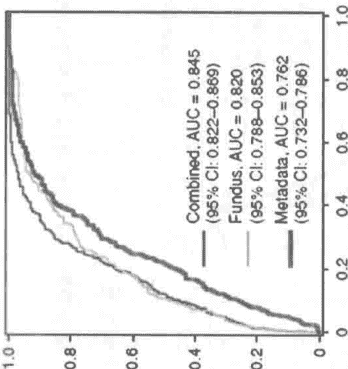 1.0
0.8
0.6
0.4
0.2
0
Combined, AUC = 0.845
(95% CI: 0.822–0.869)
Fundus, AUC = 0.820
(95% CI: 0.788–0.853)
Metadata, AUC = 0.762
(95% CI: 0.732–0.786)
0 0.2 0.4 0.6 0.8 1.0